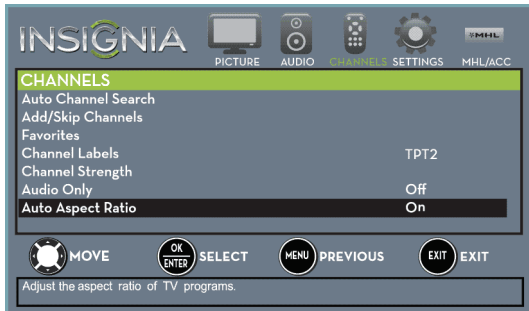 INSIGNIA
PICTURE AUDIO CHANNELS SETTINGS MHL/ACC
MHL
CHANNELS
Auto Channel Search
Add/Skip Channels
Favorites
Channel Labels TPT2
Channel Strength
Audio Only Off
Auto Aspect Ratio On
MOVE OK ENTER SELECT MENU PREVIOUS EXIT EXIT
Adjust the aspect ratio of TV programs.